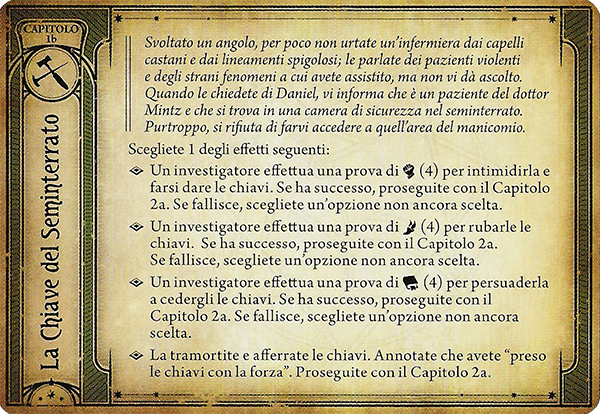 CAPITOLO
1b
La Chiave del Seminterrato
Svoltato un angolo, per poco non urtate un'infermiera dai capelli
castani e dai lineamenti spigolosi; le parlate dei pazienti violenti
e degli strani fenomeni a cui avete assistito, ma non vi dà ascolto.
Quando le chiedete di Daniel, vi informa che è un paziente del dottor
Mintz e che si trova in una camera di sicurezza nel seminterrato.
Purtroppo, si rifiuta di farvi accedere a quell'area del manicomio.
Scegliete 1 degli effetti seguenti:
Un investigatore effettua una prova di (4) per intimidirla e
farsi dare le chiavi. Se ha successo, proseguite con il Capitolo
2a. Se fallisce, scegliete un'opzione non ancora scelta.
Un investigatore effettua una prova di (4) per rubarle le
chiavi. Se ha successo, proseguite con il Capitolo 2a.
Se fallisce, scegliete un'opzione non ancora scelta.
Un investigatore effettua una prova di (4) per persuaderla
a cedergli le chiavi. Se ha successo, proseguite con il
Capitolo 2a. Se fallisce, scegliete un'opzione non ancora
scelta.
La tramortite e afferrate le chiavi. Annotate che avete “preso
le chiavi con la forza”. Proseguite con il Capitolo 2a.